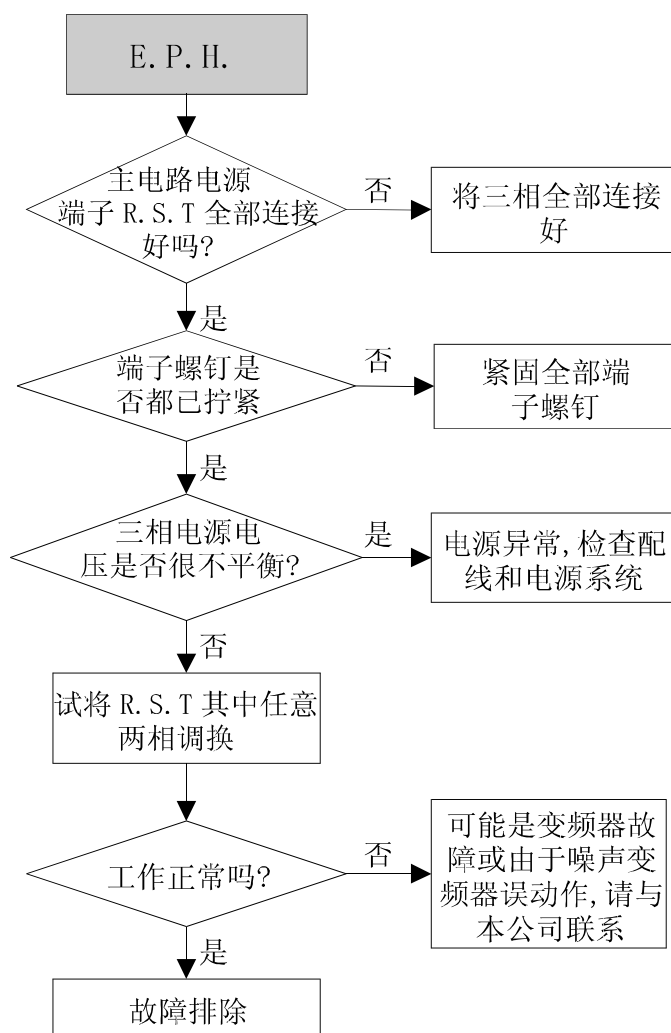 E.P.H.
主电路电源
端子R.S.T全部连接
好吗?
否
将三相全部连接
好
是
端子螺钉是
否都已拧紧
否
紧固全部端
子螺钉
是
三相电源电
压是否很不平衡?
是
电源异常,检查配
线和电源系统
否
试将R.S.T其中任意
两相调换
工作正常吗?
否
可能是变频器故
障或由于噪声变
频器误动作,请与
本公司联系
是
故障排除